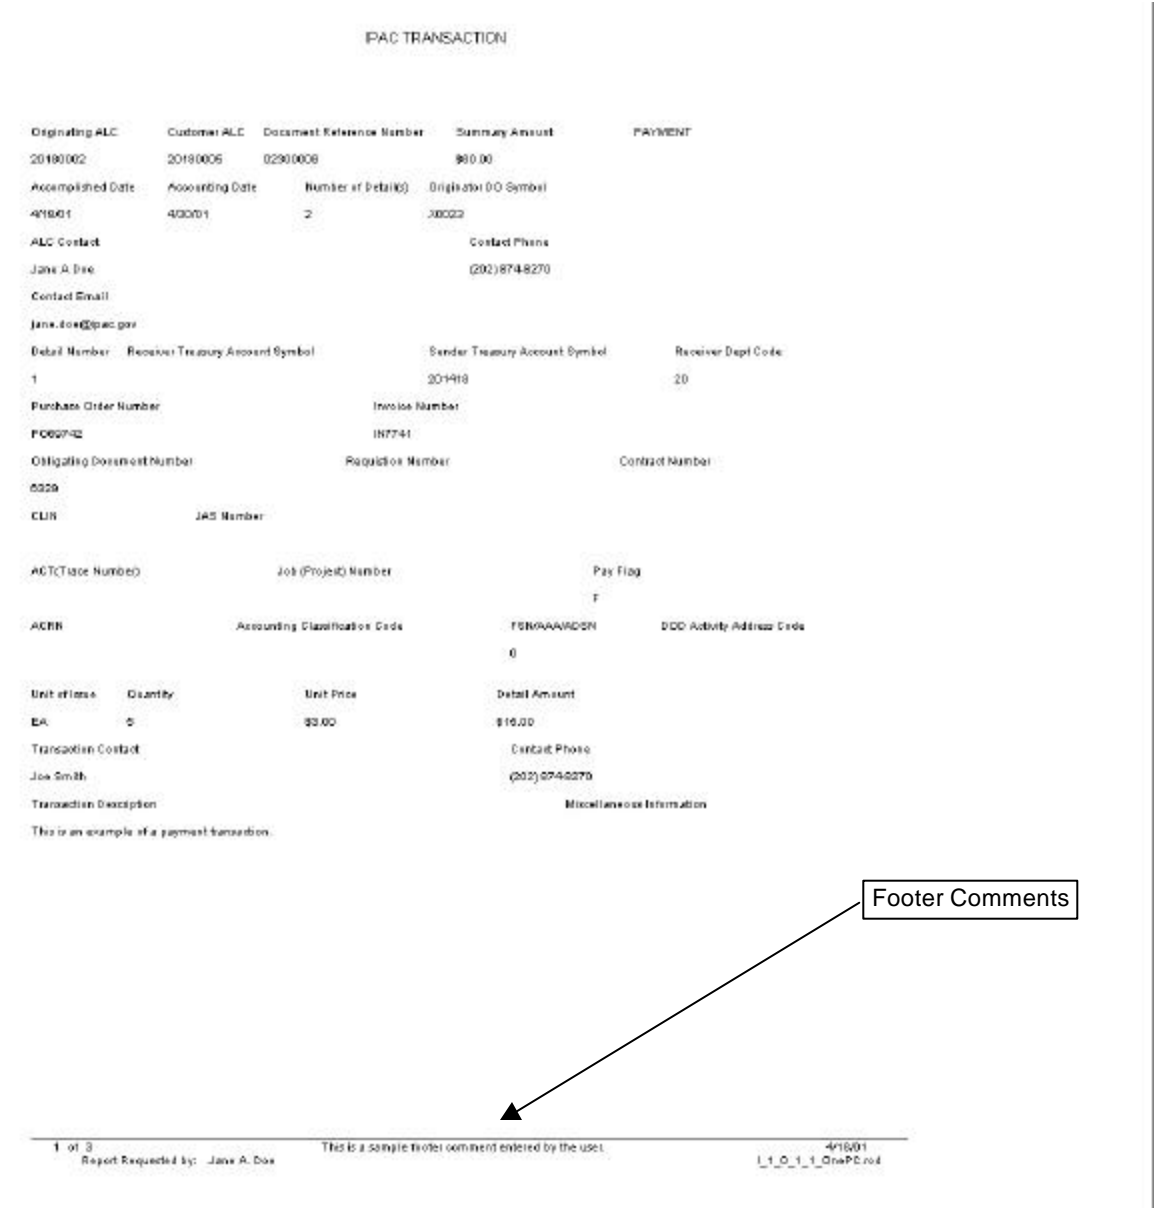 IPAC TRANSACTION
Originating ALC Customer ALC Document Reference Number Summary Amount PAYMENT
20180002 20180005 02300006 $80.00
Accomplished Date Accounting Date Number of Detail(s) Originator DO Symbol
4/18/01 4/30/01 2 X0023
ALC Contact Contact Phone
Jane A. Doe (202) 874-8270
Contact Email
jane.doe@ipac.gov
Detail Number Receiver Treasury Account Symbol Sender Treasury Account Symbol Receiver Dept Code
1 201418 20
Purchase Order Number Invoice Number
PO69742 IN7741
Obligating Document Number Requistion Number Contract Number
6329
CLIN JAS Number
ACT(Trace Number) Job (Project) Number Pay Flag
F
ACRN Accounting Classification Code FSN/AAA/ADSN DOD Activity Address Code
0
Unit of Issue Quantity Unit Price Detail Amount
EA $3.00
Transaction Contact Contact Phone
Joe Smith (202) 874-8270
Transaction Description Miscellaneous Information
This is an example of a payment transaction.
Footer Comments
1 of 3 This is a sample footer comment entered by the user. 4/18/01
Report Requested by: Jane A. Doe I_1_O_1_1_OnePC.rod